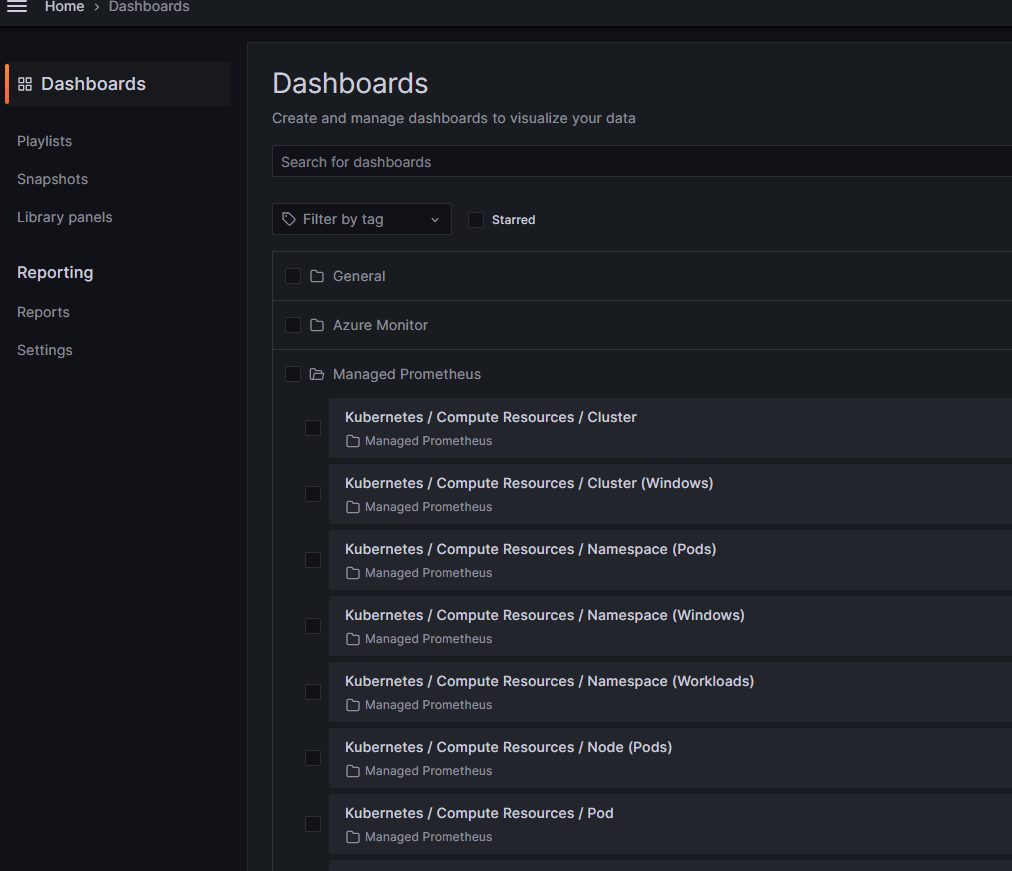 Home › Dashboards
Dashboards
Playlists
Snapshots
Library panels
Reporting
Reports
Settings
Dashboards
Create and manage dashboards to visualize your data
Search for dashboards
Filter by tag
Starred
General
Azure Monitor
Managed Prometheus
Kubernetes / Compute Resources / Cluster
Managed Prometheus
Kubernetes / Compute Resources / Cluster (Windows)
Managed Prometheus
Kubernetes / Compute Resources / Namespace (Pods)
Managed Prometheus
Kubernetes / Compute Resources / Namespace (Windows)
Managed Prometheus
Kubernetes / Compute Resources / Namespace (Workloads)
Managed Prometheus
Kubernetes / Compute Resources / Node (Pods)
Managed Prometheus
Kubernetes / Compute Resources / Pod
Managed Prometheus